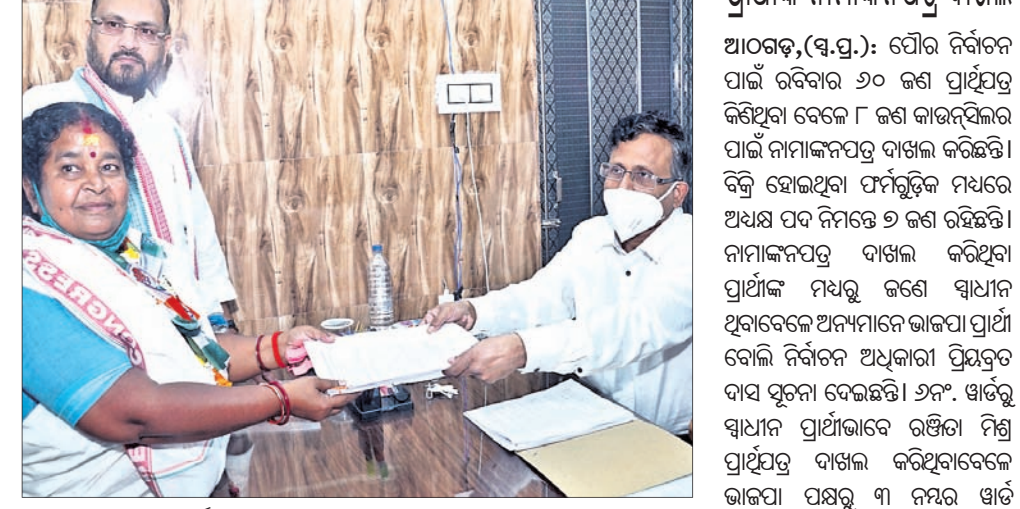 CONGRESS
ଆଠଗଡ଼,(ସ୍ୱ.ପ୍ର.): ପୌର ନିର୍ବାଚନ
ପାଇଁ ରବିବାର ୬୦ ଜଣ ପ୍ରାର୍ଥିପତ୍ର
କିଣିଥିବା ବେଳେ ୮ ଜଣ କାଉନ୍‌ସିଲର
ପାଇଁ ନାମାଙ୍କନପତ୍ର ଦାଖଲ କରିଛନ୍ତି।
ବିକ୍ରି ହୋଇଥିବା ଫର୍ମଗୁଡ଼ିକ ମଧ୍ୟରେ
ଅଧ୍ୟକ୍ଷ ପଦ ନିମନ୍ତେ ୭ ଜଣ ରହିଛନ୍ତି।
ନାମାଙ୍କନପତ୍ର ଦାଖଲ କରିଥିବା
ପ୍ରାର୍ଥୀଙ୍କ ମଧ୍ୟରୁ ଜଣେ ସ୍ୱାଧୀନ
ଥିବାବେଳେ ଅନ୍ୟମାନେ ଭାଜପା ପ୍ରାର୍ଥୀ
ବୋଲି ନିର୍ବାଚନ ଅଧିକାରୀ ପ୍ରିୟବ୍ରତ
ଦାସ ସୂଚନା ଦେଇଛନ୍ତି। ୬ନଂ. ୱାର୍ଡରୁ
ସ୍ୱାଧୀନ ପ୍ରାର୍ଥୀଭାବେ ରଞ୍ଜିତା ମିଶ୍ର
ପ୍ରାର୍ଥିପତ୍ର ଦାଖଲ କରିଥିବାବେଳେ
ଭାଜପା ପକ୍ଷରୁ ୩ ନମ୍ବର ୱାର୍ଡ